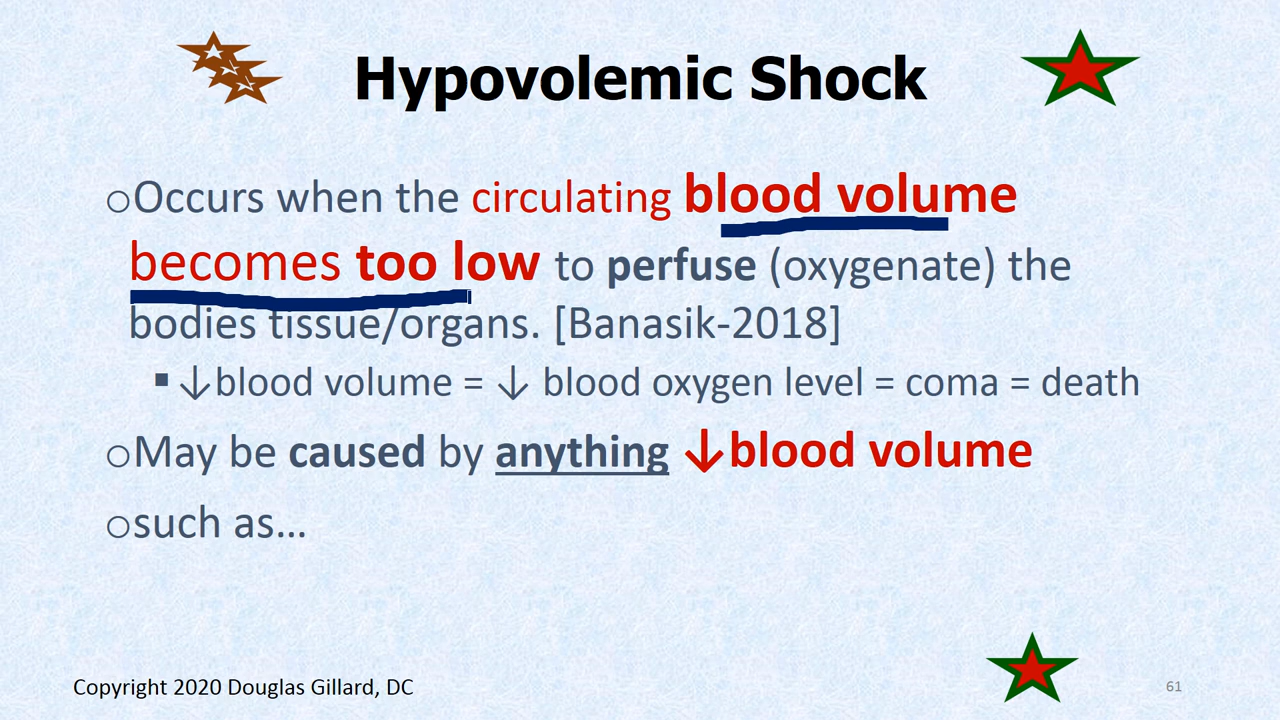 Hypovolemic Shock
○Occurs when the circulating blood volume
becomes too low to perfuse (oxygenate) the
bodies tissue/organs. [Banasik-2018]
▪↓blood volume = ↓ blood oxygen level = coma = death
○May be caused by anything ↓blood volume
○such as…
Copyright 2020 Douglas Gillard, DC
61